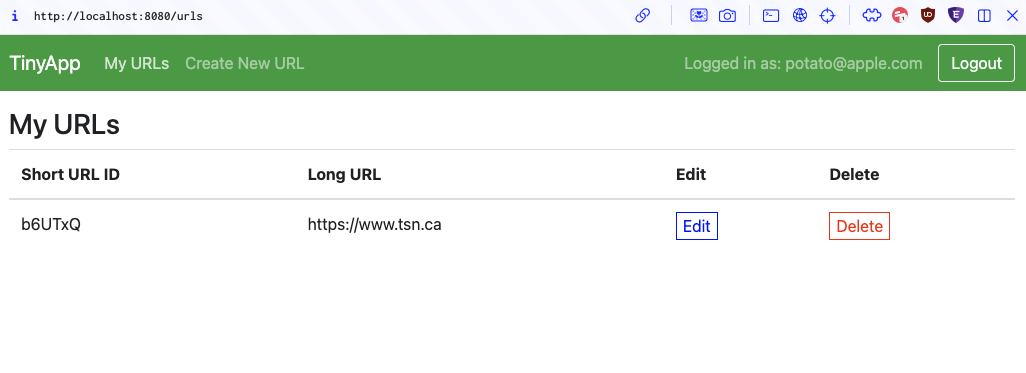 http://localhost:8080/urls
TinyApp My URLs Create New URL Logged in as: potato@apple.com Logout
My URLs
Short URL ID Long URL Edit Delete
b6UTxQ https://www.tsn.ca Edit Delete